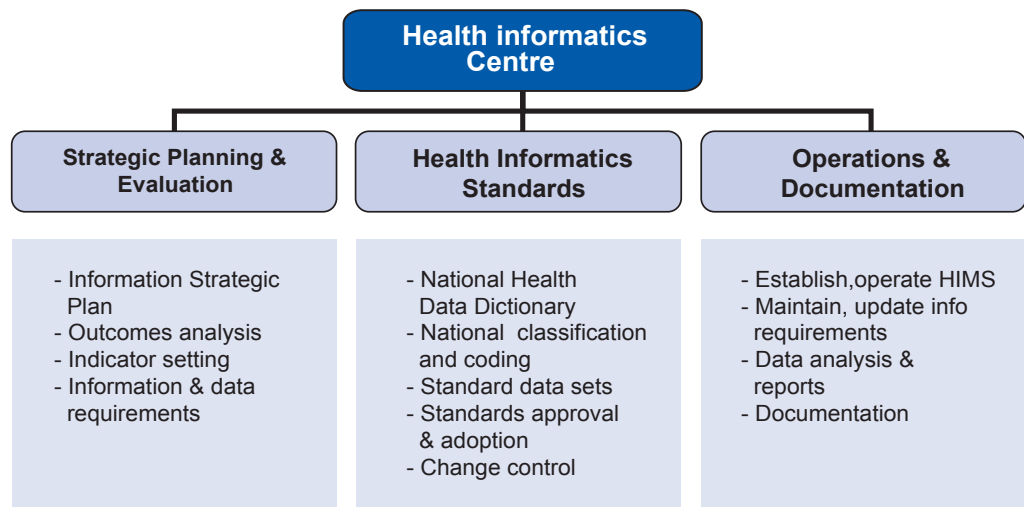 Health informatics
Centre
Strategic Planning &
Evaluation
Health Informatics
Standards
Operations &
Documentation
- Information Strategic
Plan
- Outcomes analysis
- Indicator setting
- Information & data
requirements
- National Health
Data Dictionary
- National classification
and coding
- Standard data sets
- Standards approval
& adoption
- Change control
- Establish,operate HIMS
- Maintain, update info
requirements
- Data analysis &
reports
- Documentation